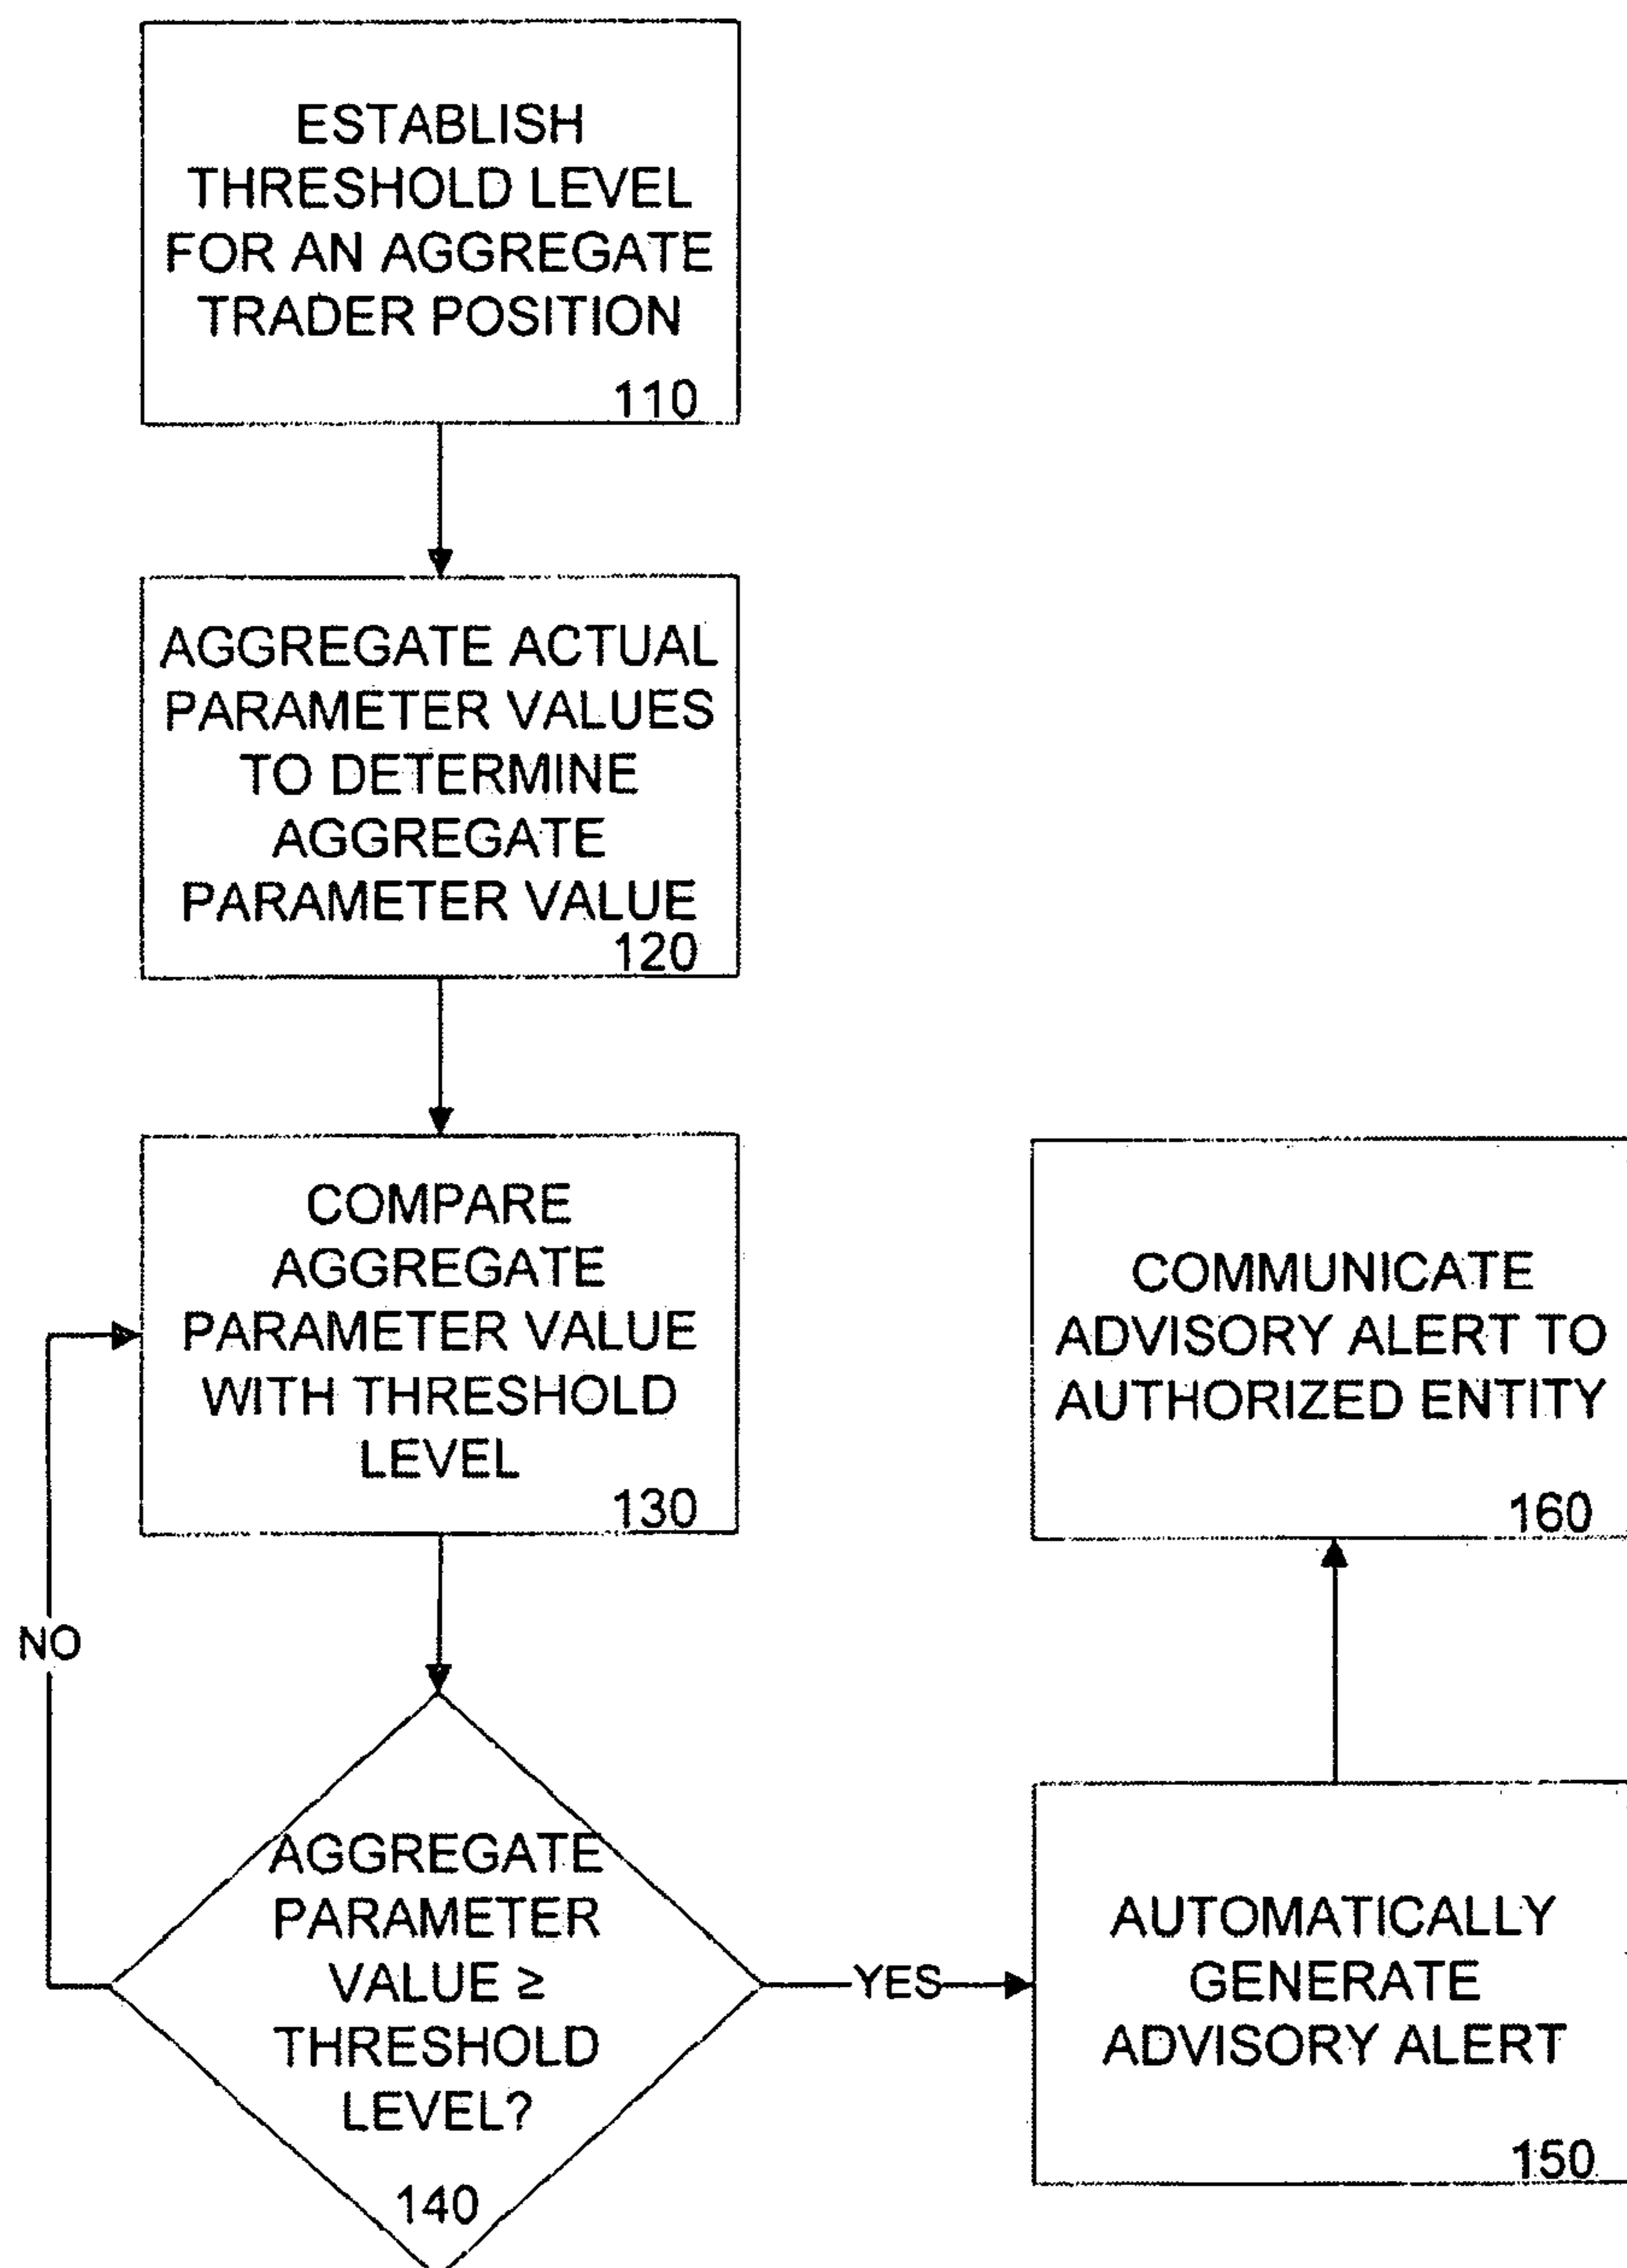 ESTABLISH
THRESHOLD LEVEL
FOR AN AGGREGATE
TRADER POSITION
110
AGGREGATE ACTUAL
PARAMETER VALUES
TO DETERMINE
AGGREGATE
PARAMETER VALUE
120
COMPARE
AGGREGATE
PARAMETER VALUE
WITH THRESHOLD
LEVEL
130
NO
AGGREGATE
PARAMETER
VALUE ≥
THRESHOLD
LEVEL?
140
YES
AUTOMATICALLY
GENERATE
ADVISORY ALERT
150
COMMUNICATE
ADVISORY ALERT TO
AUTHORIZED ENTITY
160